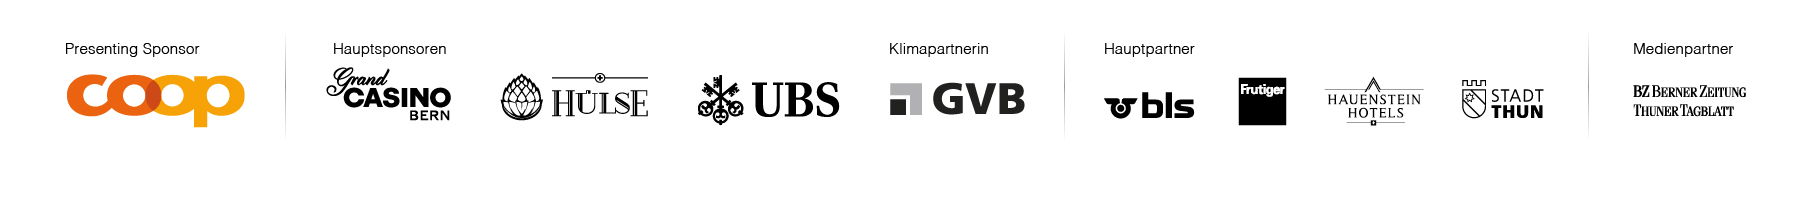 Presenting Sponsor
coop
Hauptsponsoren
Grand
CASINO
BERN
HÜLSE
UBS
Klimapartnerin
GVB
Hauptpartner
bls
Frutiger
HAUENSTEIN
HOTELS
STADT
THUN
Medienpartner
BZ BERNER ZEITUNG
THUNER TAGBLATT